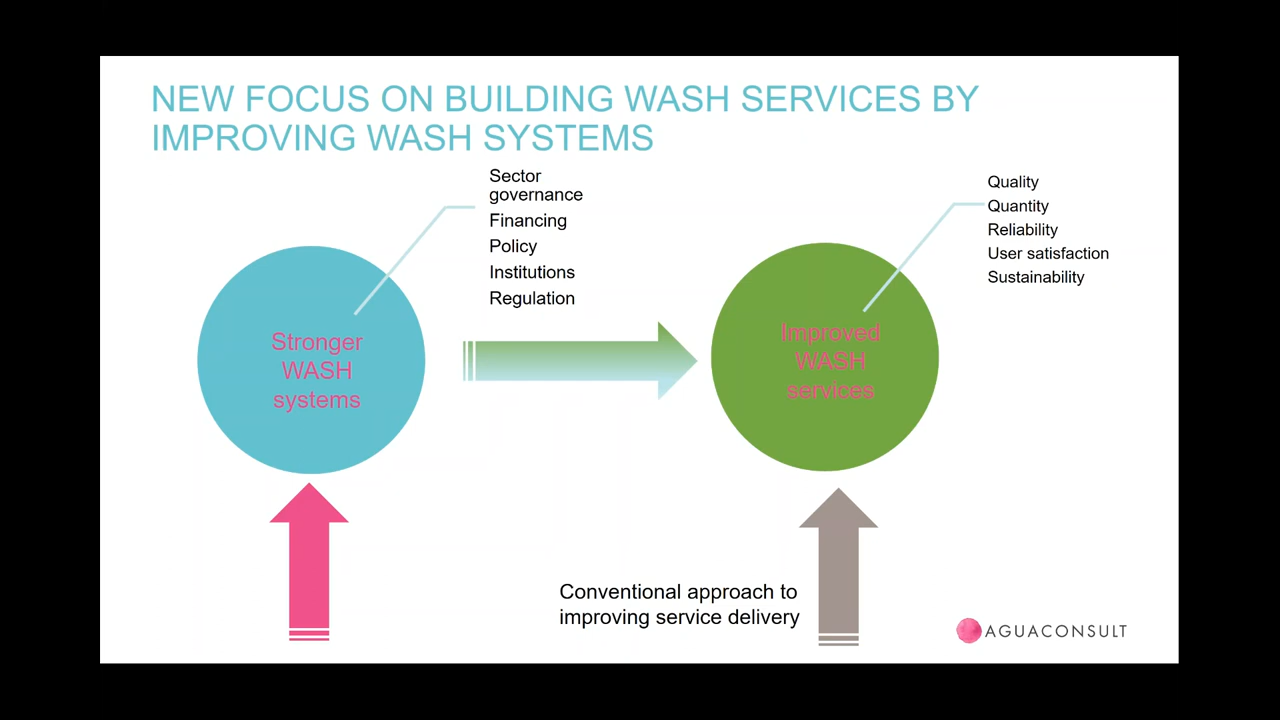 NEW FOCUS ON BUILDING WASH SERVICES BY
IMPROVING WASH SYSTEMS
Sector
governance
Financing
Policy
Institutions
Regulation
Quality
Quantity
Reliability
User satisfaction
Sustainability
Stronger
WASH
systems
Improved
WASH
services
Conventional approach to
improving service delivery
AGUACONSULT